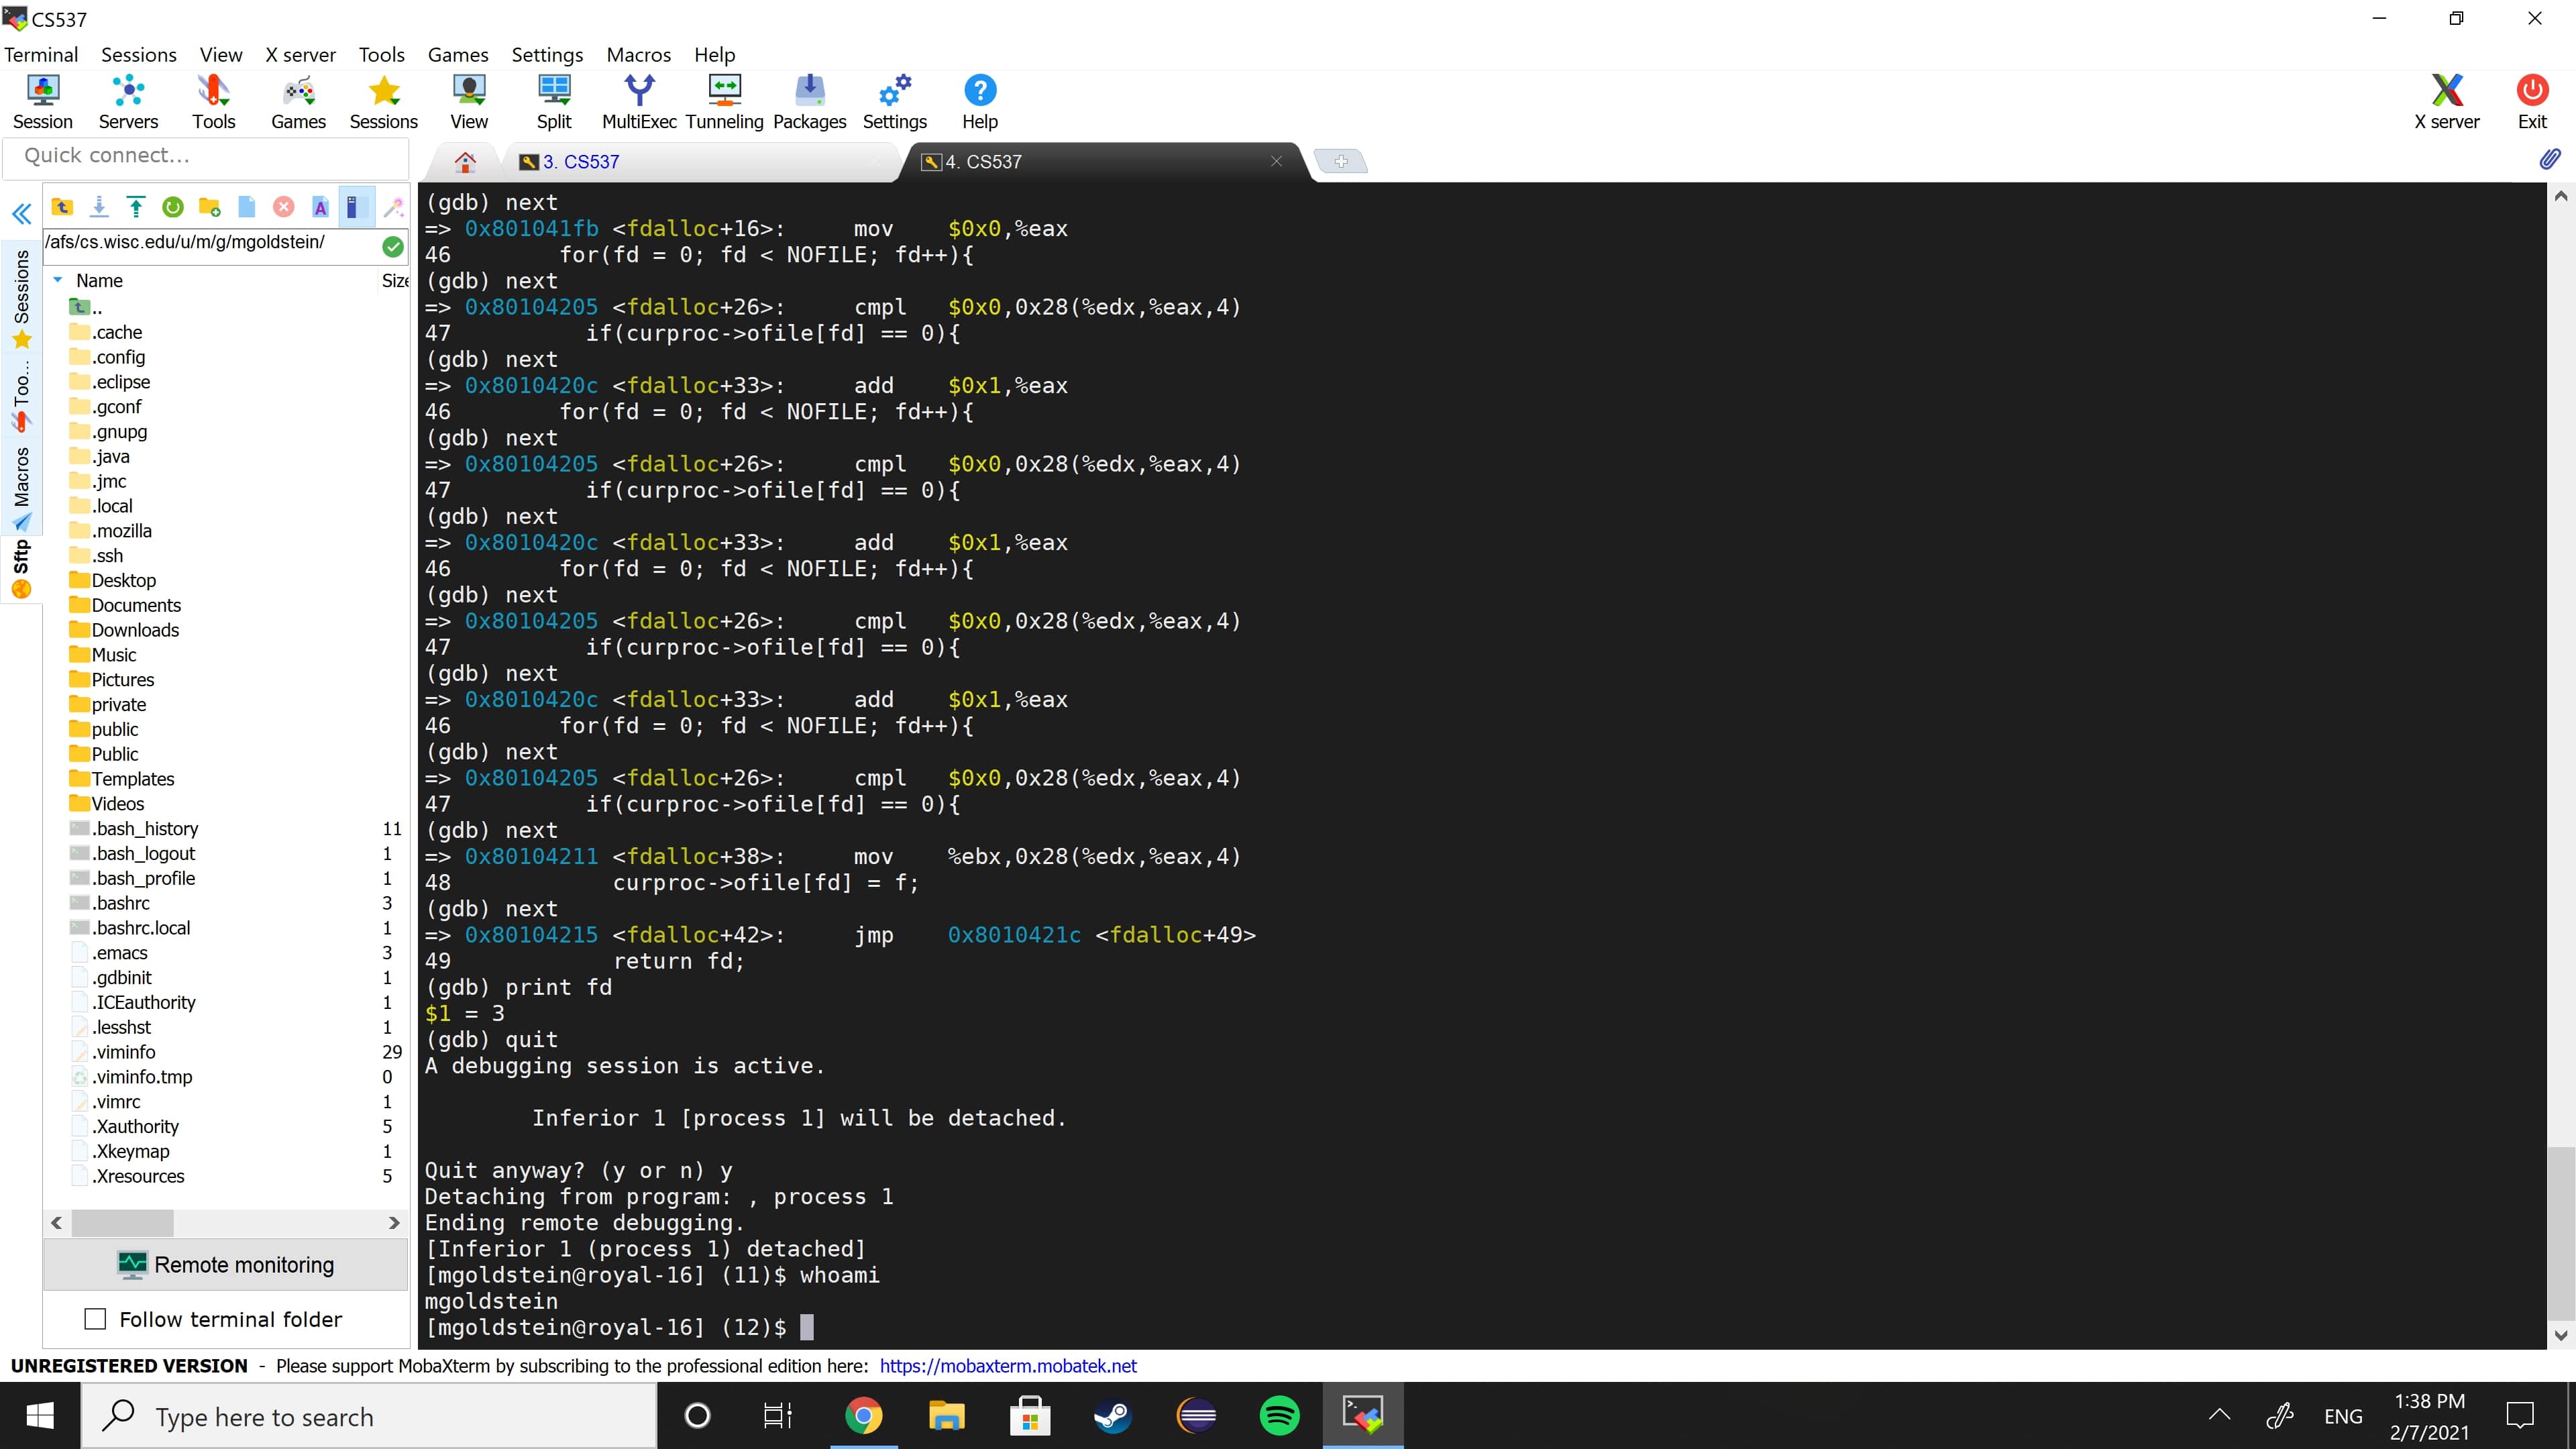 CS537
Terminal Sessions View X server Tools Games Settings Macros Help
Session Servers Tools Games Sessions View Split MultiExec Tunneling Packages Settings Help X server Exit
Quick connect...
3. CS537
4. CS537
/afs/cs.wisc.edu/u/m/g/mgoldstein/
Sessions
Too...
Macros
Sftp
Name Size
..
.cache
.config
.eclipse
.gconf
.gnupg
.java
.jmc
.local
.mozilla
.ssh
Desktop
Documents
Downloads
Music
Pictures
private
public
Public
Templates
Videos
.bash_history 11
.bash_logout 1
.bash_profile 1
.bashrc 3
.bashrc.local 1
.emacs 3
.gdbinit 1
.ICEauthority 1
.lesshst 1
.viminfo 29
.viminfo.tmp 0
.vimrc 1
.Xauthority 5
.Xkeymap 1
.Xresources 5
Remote monitoring
Follow terminal folder
(gdb) next
=> 0x801041fb <fdalloc+16>: mov $0x0,%eax
46 for(fd = 0; fd < NOFILE; fd++){
(gdb) next
=> 0x80104205 <fdalloc+26>: cmpl $0x0,0x28(%edx,%eax,4)
47 if(curproc->ofile[fd] == 0){
(gdb) next
=> 0x8010420c <fdalloc+33>: add $0x1,%eax
46 for(fd = 0; fd < NOFILE; fd++){
(gdb) next
=> 0x80104205 <fdalloc+26>: cmpl $0x0,0x28(%edx,%eax,4)
47 if(curproc->ofile[fd] == 0){
(gdb) next
=> 0x8010420c <fdalloc+33>: add $0x1,%eax
46 for(fd = 0; fd < NOFILE; fd++){
(gdb) next
=> 0x80104205 <fdalloc+26>: cmpl $0x0,0x28(%edx,%eax,4)
47 if(curproc->ofile[fd] == 0){
(gdb) next
=> 0x8010420c <fdalloc+33>: add $0x1,%eax
46 for(fd = 0; fd < NOFILE; fd++){
(gdb) next
=> 0x80104205 <fdalloc+26>: cmpl $0x0,0x28(%edx,%eax,4)
47 if(curproc->ofile[fd] == 0){
(gdb) next
=> 0x80104211 <fdalloc+38>: mov %ebx,0x28(%edx,%eax,4)
48 curproc->ofile[fd] = f;
(gdb) next
=> 0x80104215 <fdalloc+42>: jmp 0x8010421c <fdalloc+49>
49 return fd;
(gdb) print fd
$1 = 3
(gdb) quit
A debugging session is active.
Inferior 1 [process 1] will be detached.
Quit anyway? (y or n) y
Detaching from program: , process 1
Ending remote debugging.
[Inferior 1 (process 1) detached]
[mgoldstein@royal-16] (11)$ whoami
mgoldstein
[mgoldstein@royal-16] (12)$
UNREGISTERED VERSION - Please support MobaXterm by subscribing to the professional edition here: https://mobaxterm.mobatek.net
Type here to search
ENG
1:38 PM
2/7/2021